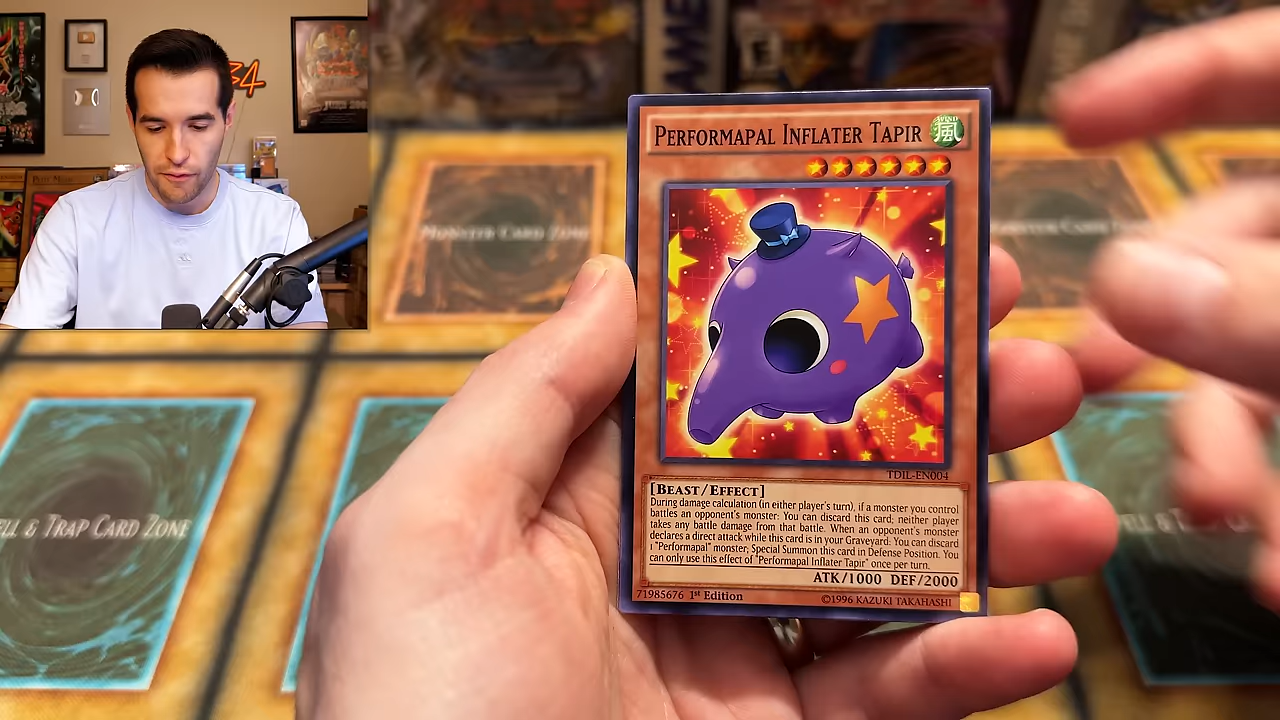 34
GAME
MONSTER CARD ZONE
PERFORMAPAL INFLATER TAPIR
WIND
風
TDIL-EN004
[BEAST/EFFECT]
During damage calculation (in either player's turn), if a monster you control
battles an opponent's monster: You can discard this card; neither player
takes any battle damage from that battle. When an opponent's monster
declares a direct attack while this card is in your Graveyard: You can discard
1 "Performapal" monster; Special Summon this card in Defense Position. You
can only use this effect of "Performapal Inflater Tapir" once per turn.
ATK/1000 DEF/2000
71985676 1st Edition
©1996 KAZUKI TAKAHASHI
& TRAP CARD ZONE